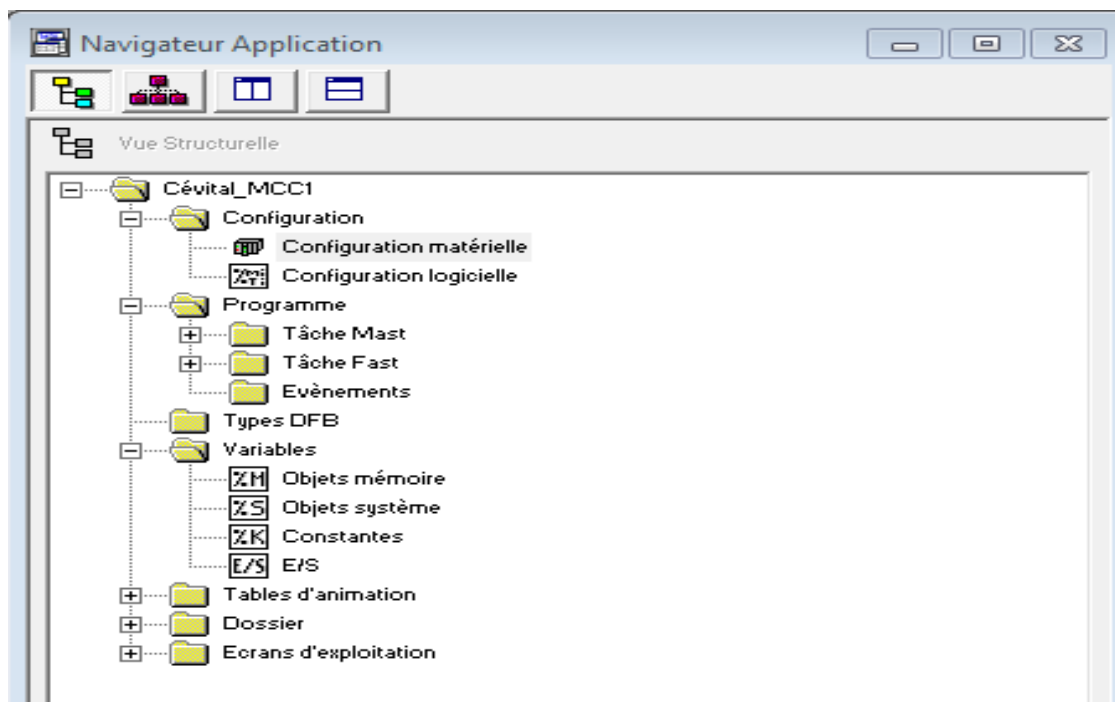 Navigateur Application
Vue Structurelle
Cévital_MCC1
Configuration
Configuration matérielle
Configuration logicielle
Programme
Tâche Mast
Tâche Fast
Evènements
Types DFB
Variables
%M Objets mémoire
%S Objets système
%K Constantes
E/S E/S
Tables d'animation
Dossier
Ecrans d'exploitation